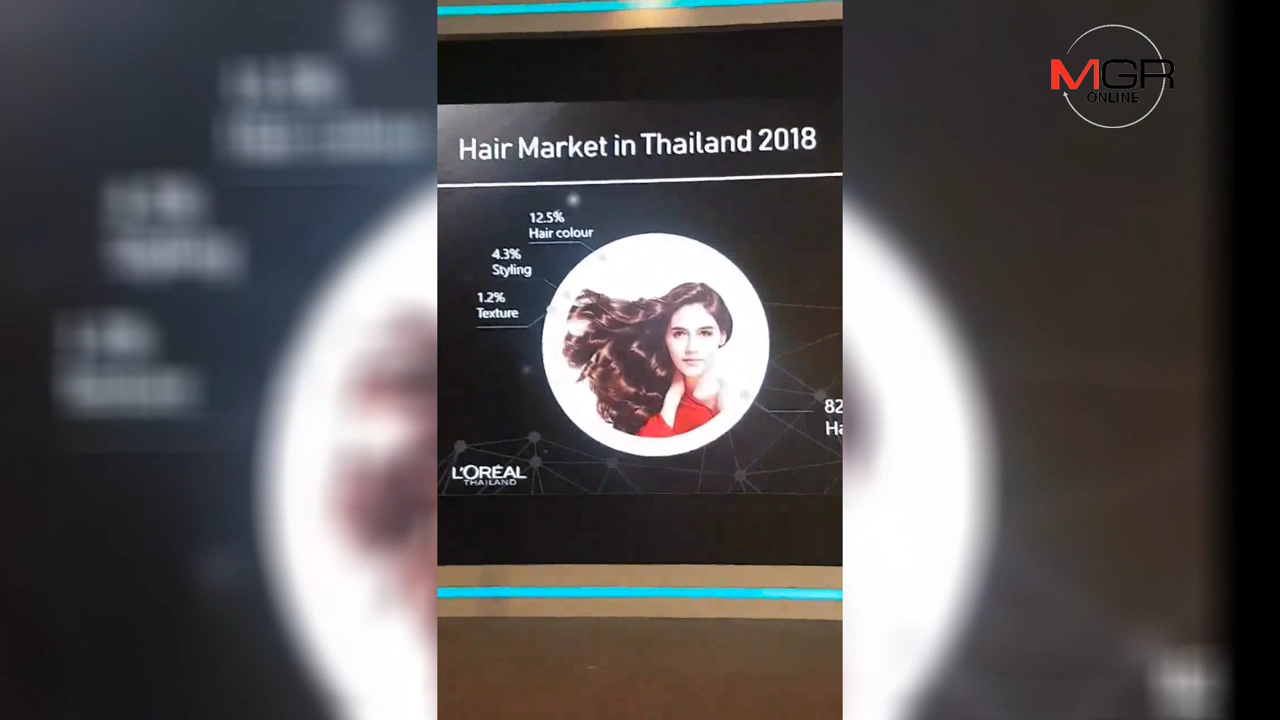 MGR
ONLINE
Hair Market in Thailand 2018
12.5%
Hair colour
4.3%
Styling
1.2%
Texture
82
Ha
L'ORÉAL
THAILAND